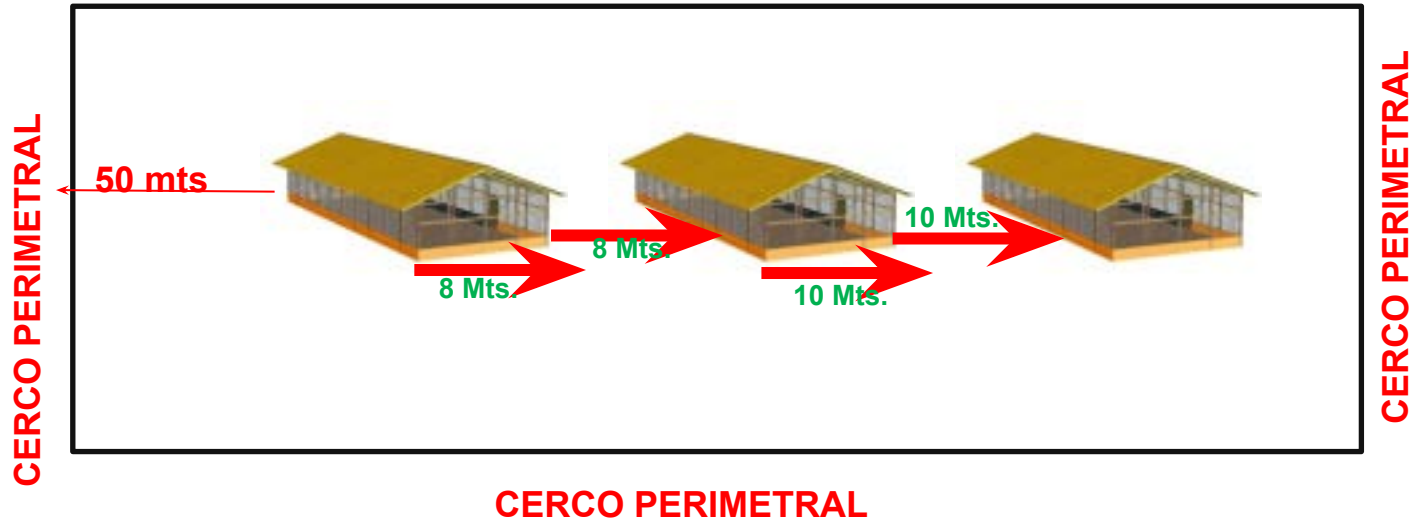 CERCO PERIMETRAL
50 mts
8 Mts.
8 Mts.
10 Mts.
10 Mts.
CERCO PERIMETRAL
CERCO PERIMETRAL